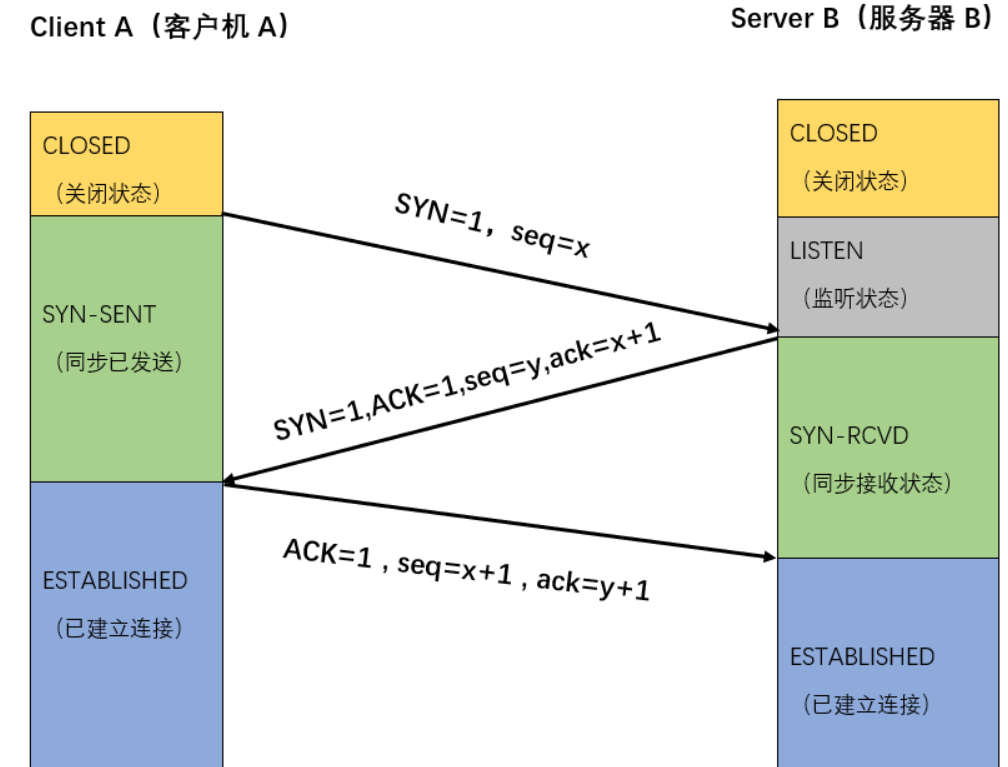 Client A（客户机 A）
Server B（服务器 B）
CLOSED
（关闭状态）
CLOSED
（关闭状态）
SYN=1，seq=x
LISTEN
（监听状态）
SYN-SENT
（同步已发送）
SYN=1,ACK=1,seq=y,ack=x+1
SYN-RCVD
（同步接收状态）
ACK=1 , seq=x+1 , ack=y+1
ESTABLISHED
（已建立连接）
ESTABLISHED
（已建立连接）